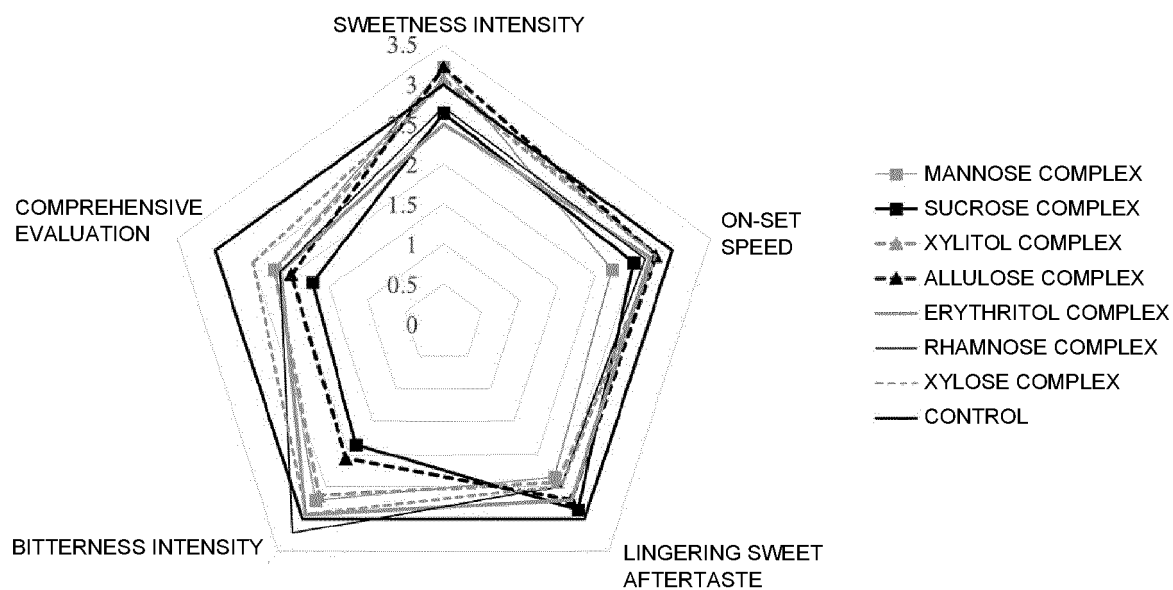 SWEETNESS INTENSITY
3.5
3
2.5
2
1.5
1
0.5
0
COMPREHENSIVE
EVALUATION
ON-SET
SPEED
BITTERNESS INTENSITY
LINGERING SWEET
AFTERTASTE
MANNOSE COMPLEX
SUCROSE COMPLEX
XYLITOL COMPLEX
ALLULOSE COMPLEX
ERYTHRITOL COMPLEX
RHAMNOSE COMPLEX
XYLOSE COMPLEX
CONTROL